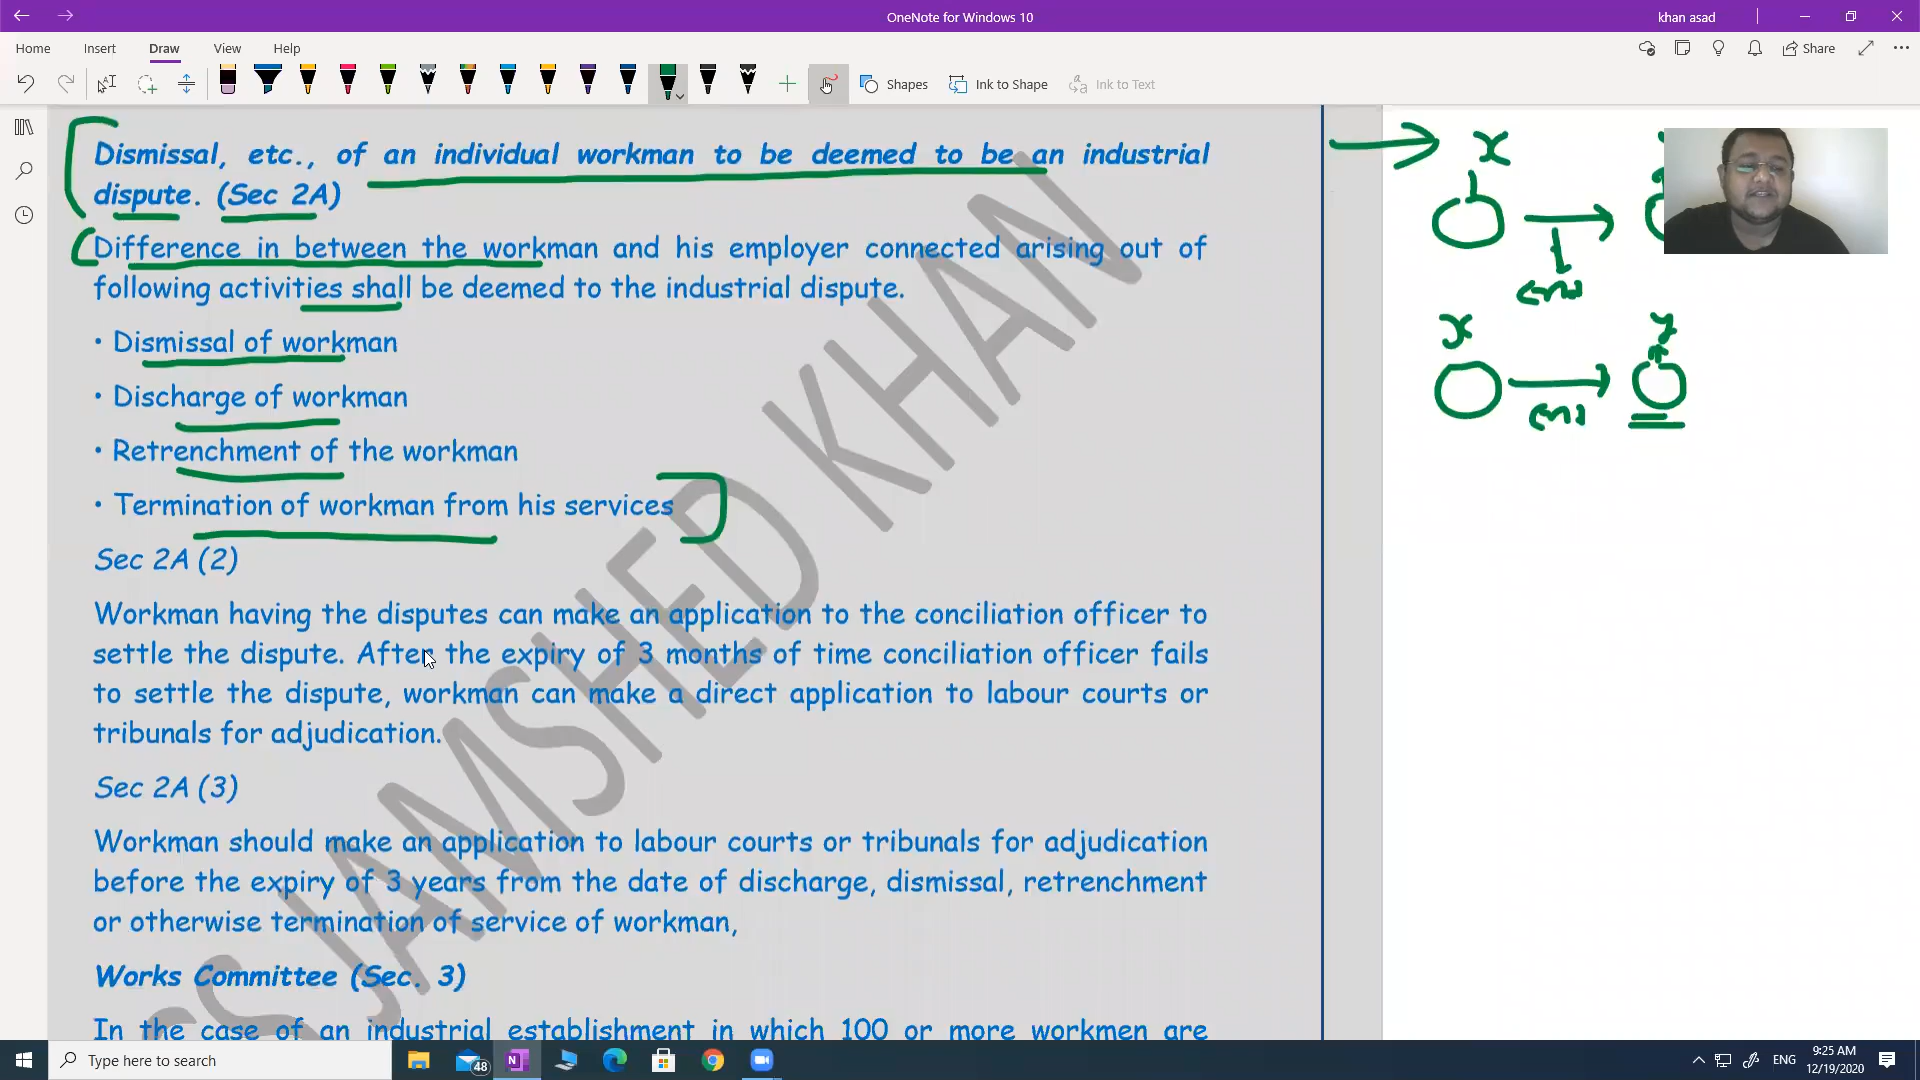 OneNote for Windows 10
khan asad
Home Insert Draw View Help
Share
Shapes Ink to Shape Ink to Text
Dismissal, etc., of an individual workman to be deemed to be an industrial
dispute. (Sec 2A)
Difference in between the workman and his employer connected arising out of
following activities shall be deemed to the industrial dispute.
• Dismissal of workman
• Discharge of workman
• Retrenchment of the workman
• Termination of workman from his services
Sec 2A (2)
Workman having the disputes can make an application to the conciliation officer to
settle the dispute. After the expiry of 3 months of time conciliation officer fails
to settle the dispute, workman can make a direct application to labour courts or
tribunals for adjudication.
Sec 2A (3)
Workman should make an application to labour courts or tribunals for adjudication
before the expiry of 3 years from the date of discharge, dismissal, retrenchment
or otherwise termination of service of workman,
Works Committee (Sec. 3)
In the case of an industrial establishment in which 100 or more workmen are
JAMSHED KHAN
x
x y
Type here to search
48
ENG
9:25 AM
12/19/2020